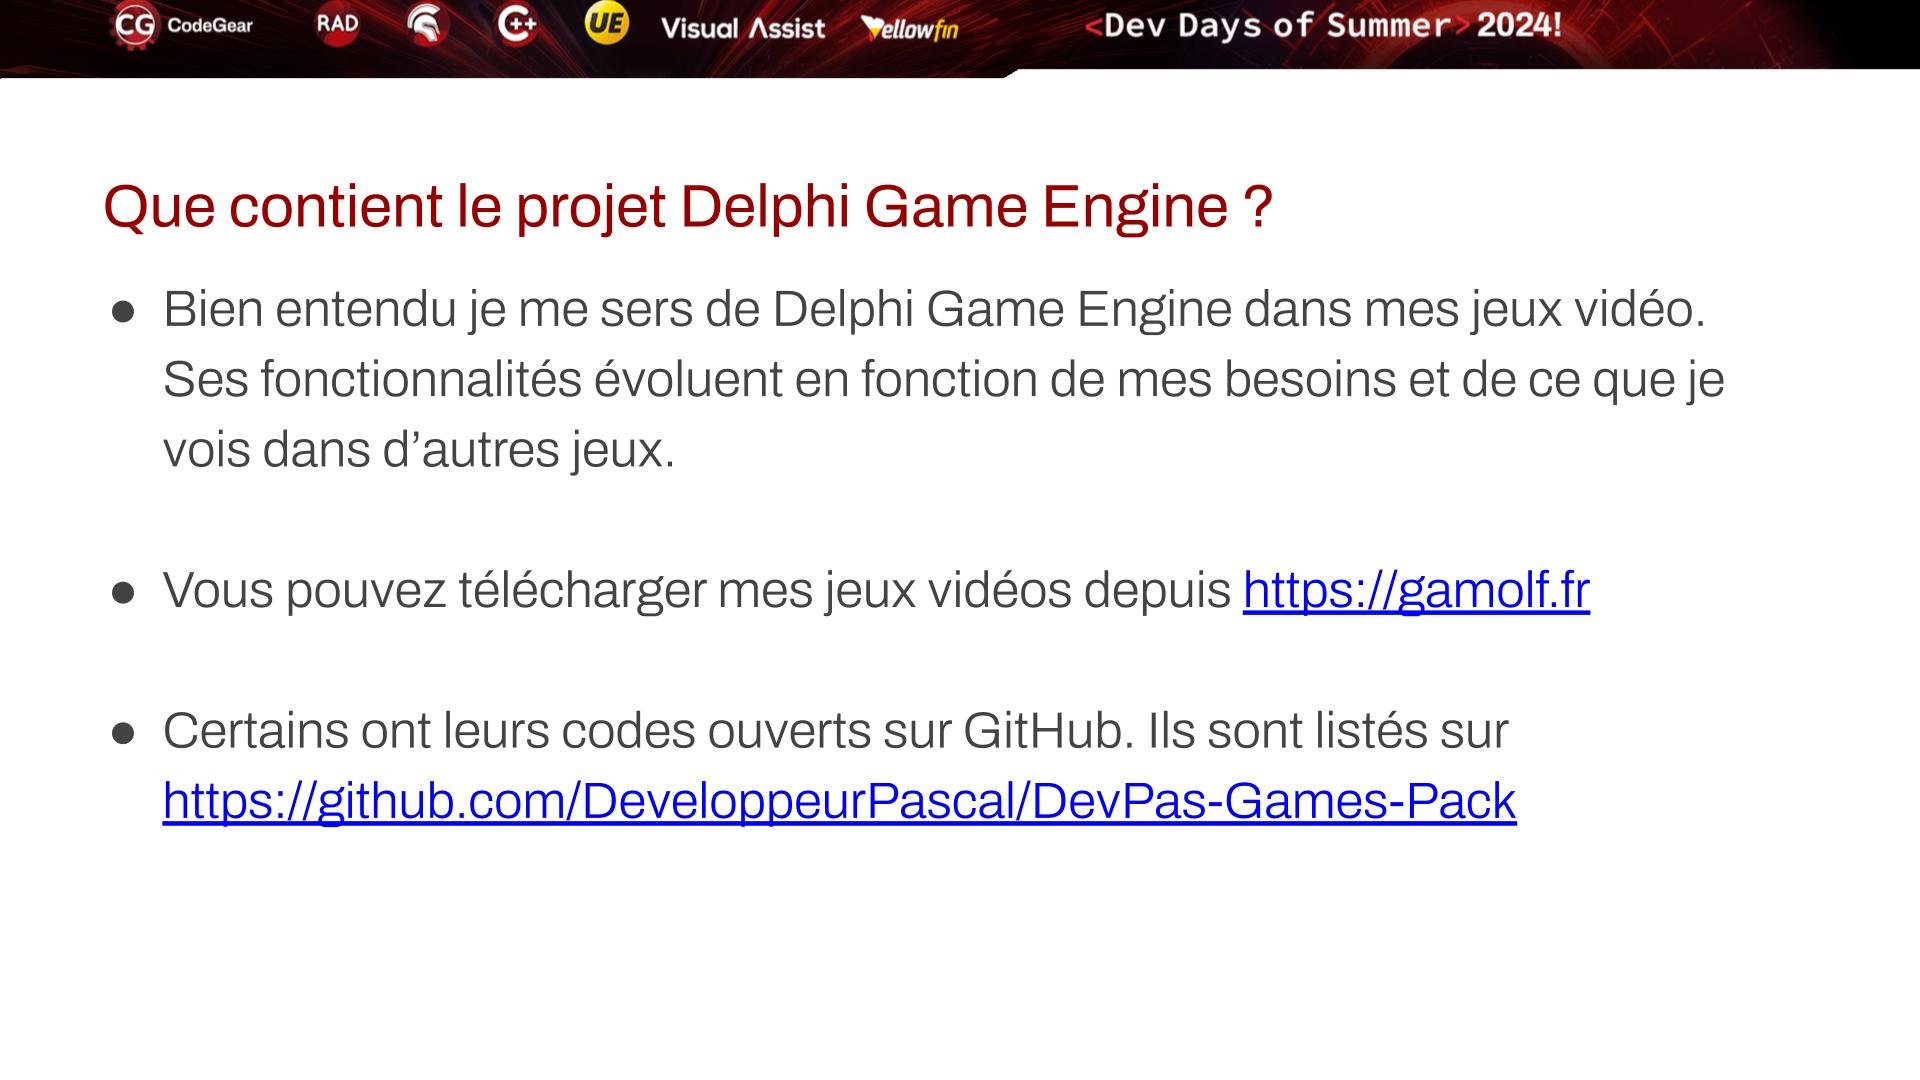 CG CodeGear RAD C++ UE Visual Assist Yellowfin <Dev Days of Summer> 2024!
Que contient le projet Delphi Game Engine ?
● Bien entendu je me sers de Delphi Game Engine dans mes jeux vidéo.
Ses fonctionnalités évoluent en fonction de mes besoins et de ce que je
vois dans d’autres jeux.
● Vous pouvez télécharger mes jeux vidéos depuis https://gamolf.fr
● Certains ont leurs codes ouverts sur GitHub. Ils sont listés sur
https://github.com/DeveloppeurPascal/DevPas-Games-Pack